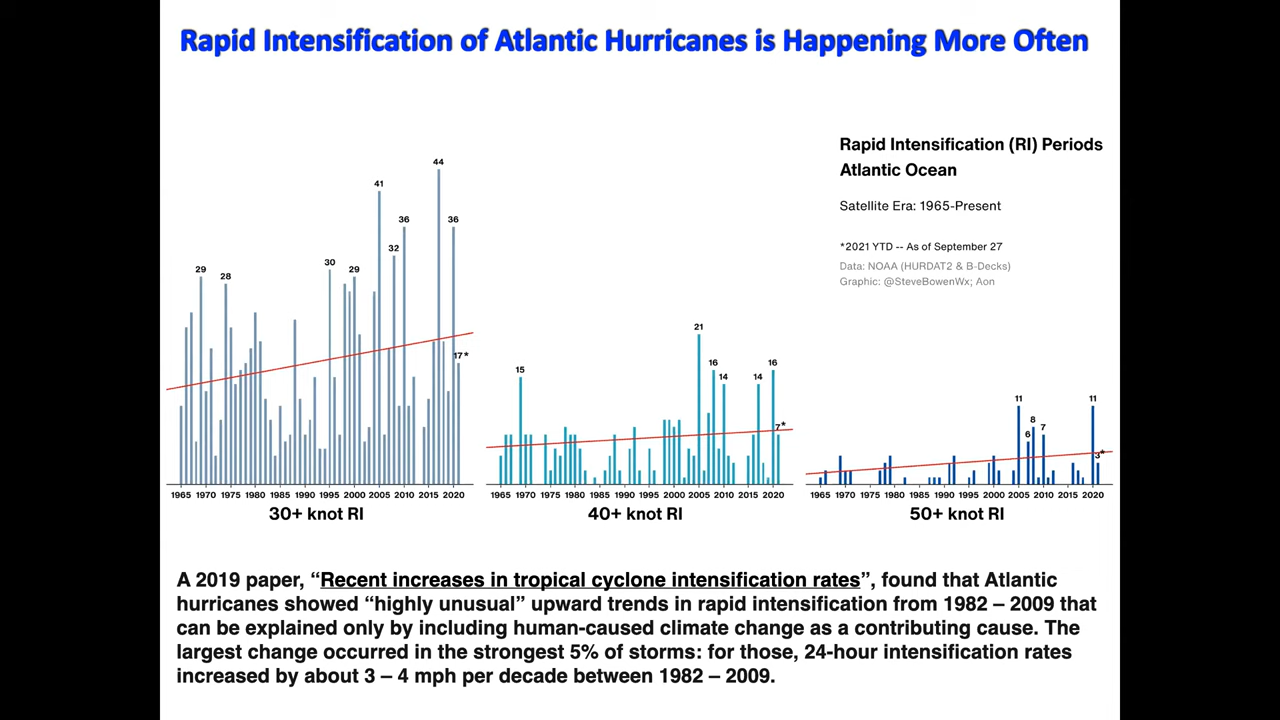 Rapid Intensification of Atlantic Hurricanes is Happening More Often
Rapid Intensification (RI) Periods
Atlantic Ocean
Satellite Era: 1965-Present
*2021 YTD -- As of September 27
Data: NOAA (HURDAT2 & B-Decks)
Graphic: @SteveBowenWx; Aon
29
28
30
29
41
32
36
44
36
17*
1965 1970 1975 1980 1985 1990 1995 2000 2005 2010 2015 2020
30+ knot RI
15
21
16
14
14
16
7*
1965 1970 1975 1980 1985 1990 1995 2000 2005 2010 2015 2020
40+ knot RI
11
6
8
7
11
3*
1965 1970 1975 1980 1985 1990 1995 2000 2005 2010 2015 2020
50+ knot RI
A 2019 paper, “Recent increases in tropical cyclone intensification rates”, found that Atlantic
hurricanes showed “highly unusual” upward trends in rapid intensification from 1982 – 2009 that
can be explained only by including human-caused climate change as a contributing cause. The
largest change occurred in the strongest 5% of storms: for those, 24-hour intensification rates
increased by about 3 – 4 mph per decade between 1982 – 2009.